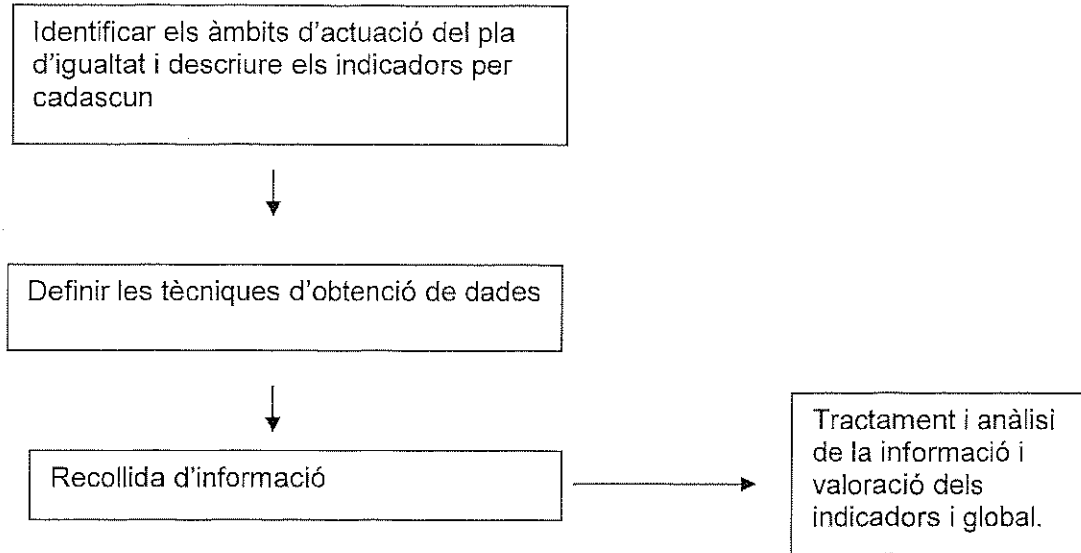 Identificar els àmbits d'actuació del pla
d'igualtat i descriure els indicadors per
cadascun
Definir les tècniques d'obtenció de dades
Recollida d'informació
Tractament i anàlisi
de la informació i
valoració dels
indicadors i global.